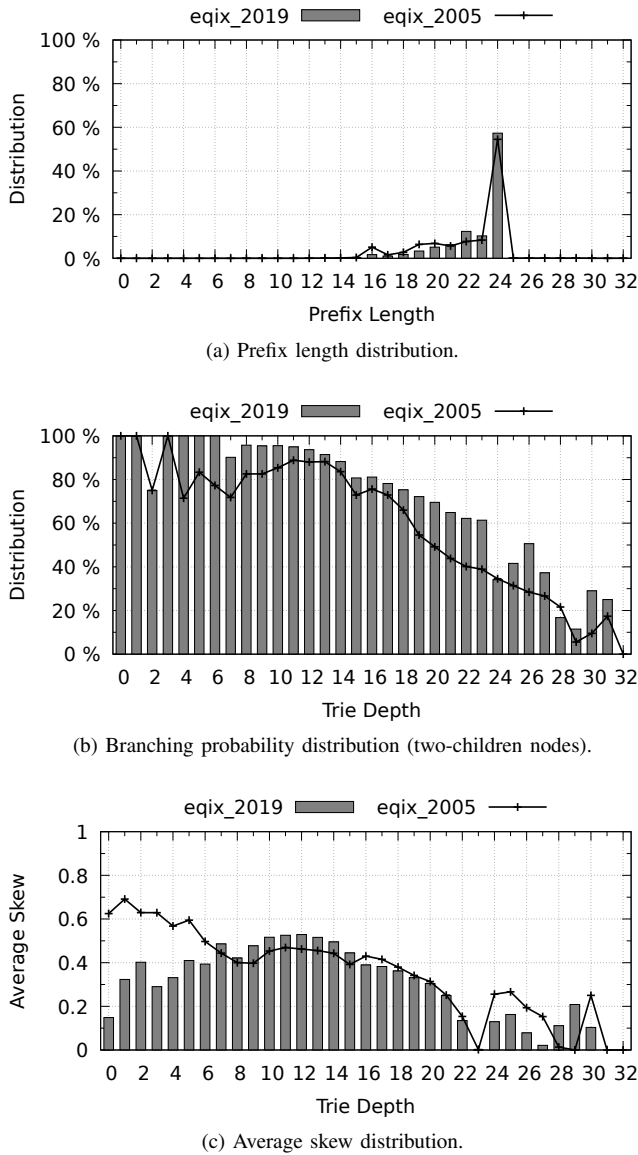 eqix_2019 eqix_2005
100 %
80 %
60 %
40 %
20 %
0 %
Distribution
0 2 4 6 8 10 12 14 16 18 20 22 24 26 28 30 32
Prefix Length
(a) Prefix length distribution.
eqix_2019 eqix_2005
100 %
80 %
60 %
40 %
20 %
0 %
Distribution
0 2 4 6 8 10 12 14 16 18 20 22 24 26 28 30 32
Trie Depth
(b) Branching probability distribution (two-children nodes).
eqix_2019 eqix_2005
1
0.8
0.6
0.4
0.2
0
Average Skew
0 2 4 6 8 10 12 14 16 18 20 22 24 26 28 30 32
Trie Depth
(c) Average skew distribution.